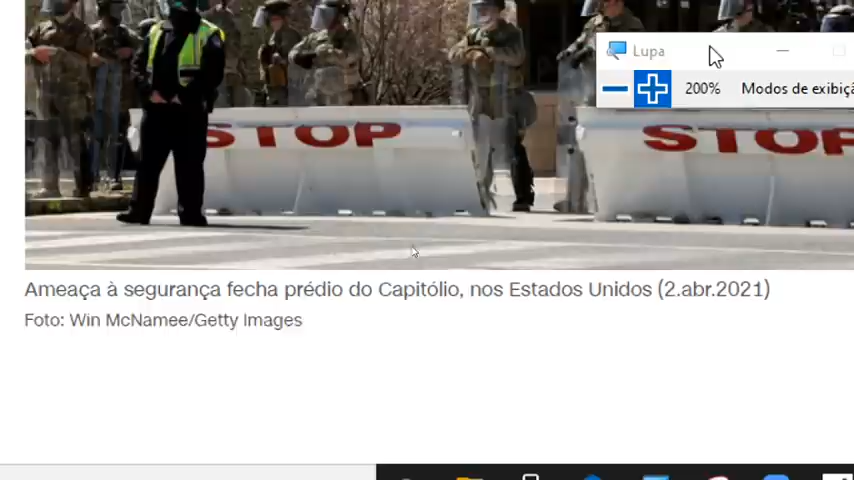 Lupa
200% Modos de exibiçã
STOP STOP
Ameaça à segurança fecha prédio do Capitólio, nos Estados Unidos (2.abr.2021)
Foto: Win McNamee/Getty Images